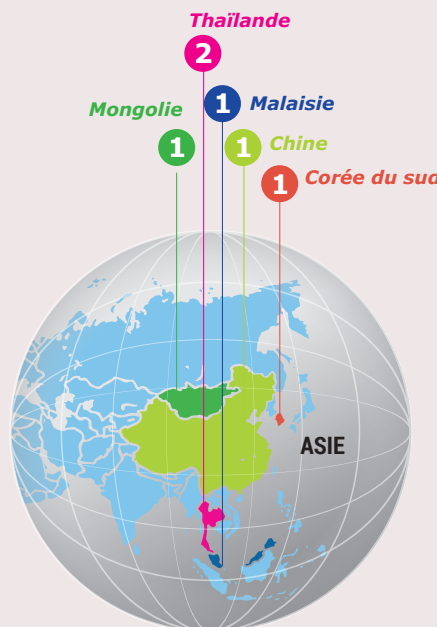 Thaïlande
2
1 Malaisie
Mongolie
1
1 Chine
1 Corée du sud
ASIE